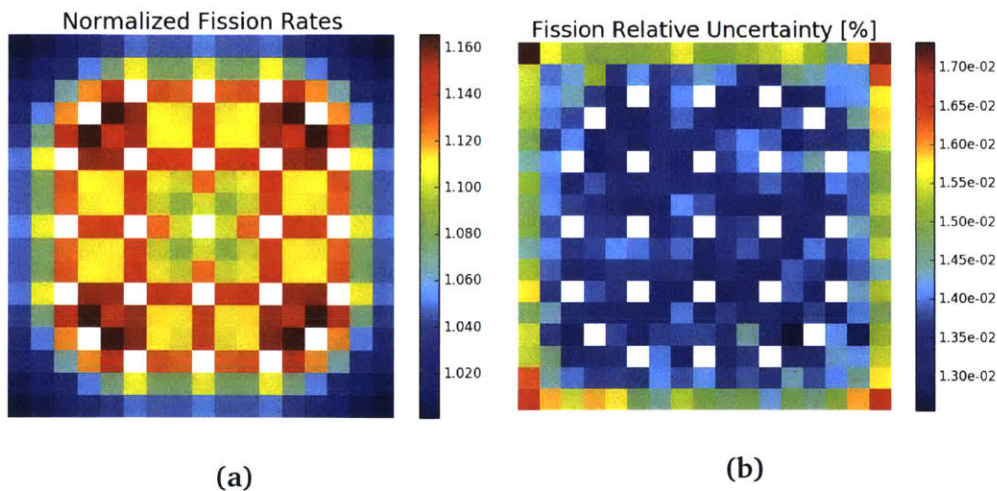 Normalized Fission Rates
1.160
1.140
1.120
1.100
1.080
1.060
1.040
1.020
(a)
Fission Relative Uncertainty [%]
1.70e-02
1.65e-02
1.60e-02
1.55e-02
1.50e-02
1.45e-02
1.40e-02
1.35e-02
1.30e-02
(b)